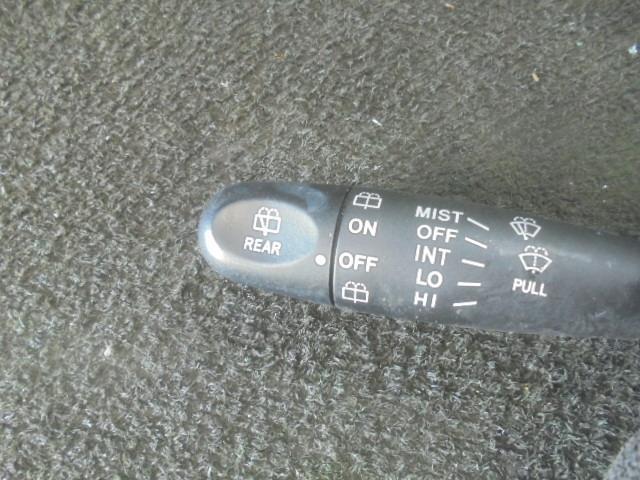 REAR
ON
OFF
MIST
OFF
INT
LO
HI
PULL